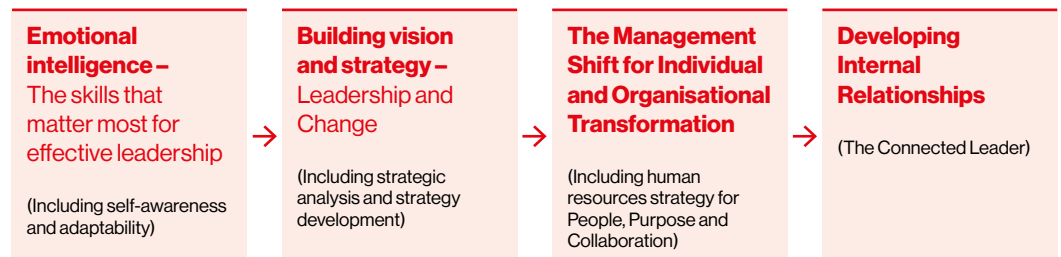 Emotional
intelligence –
The skills that
matter most for
effective leadership
(Including self-awareness
and adaptability)
Building vision
and strategy –
Leadership and
Change
(Including strategic
analysis and strategy
development)
The Management
Shift for Individual
and Organisational
Transformation
(Including human
resources strategy for
People, Purpose and
Collaboration)
Developing
Internal
Relationships
(The Connected Leader)